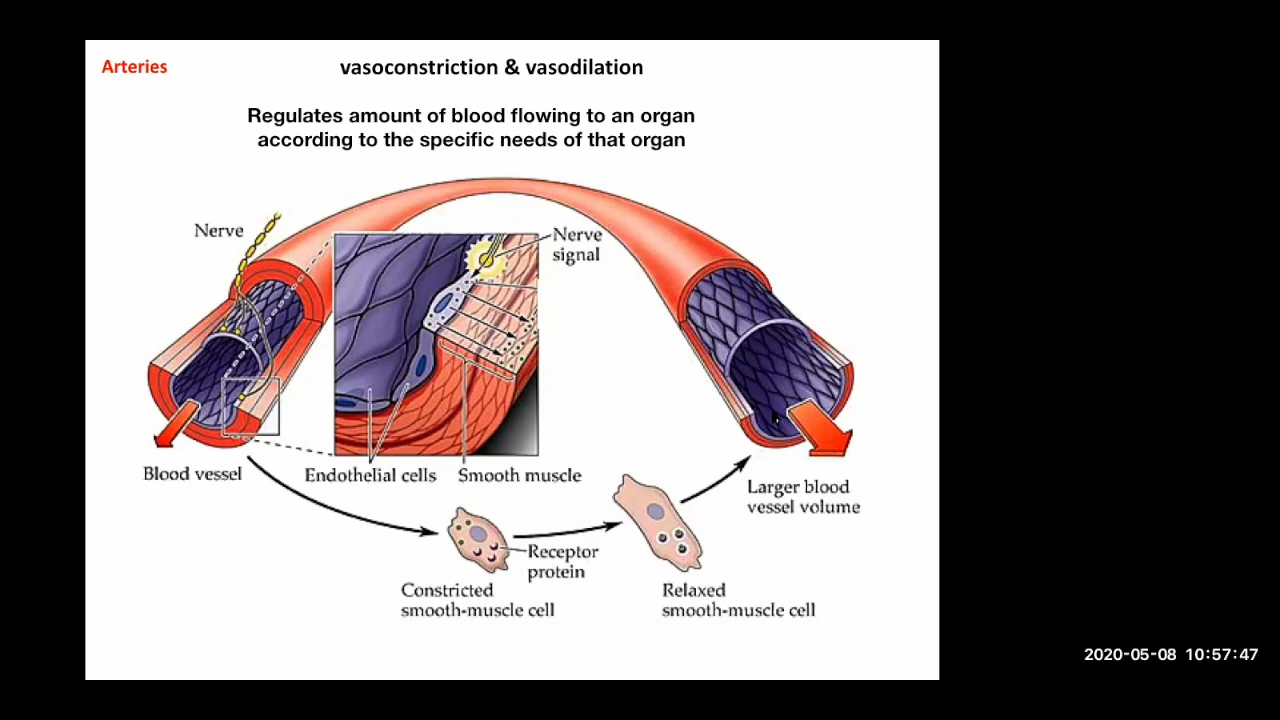 Arteries
vasoconstriction & vasodilation
Regulates amount of blood flowing to an organ
according to the specific needs of that organ
Nerve
Nerve
signal
Blood vessel
Endothelial cells
Smooth muscle
Larger blood
vessel volume
Receptor
protein
Constricted
smooth-muscle cell
Relaxed
smooth-muscle cell
2020-05-08 10:57:47